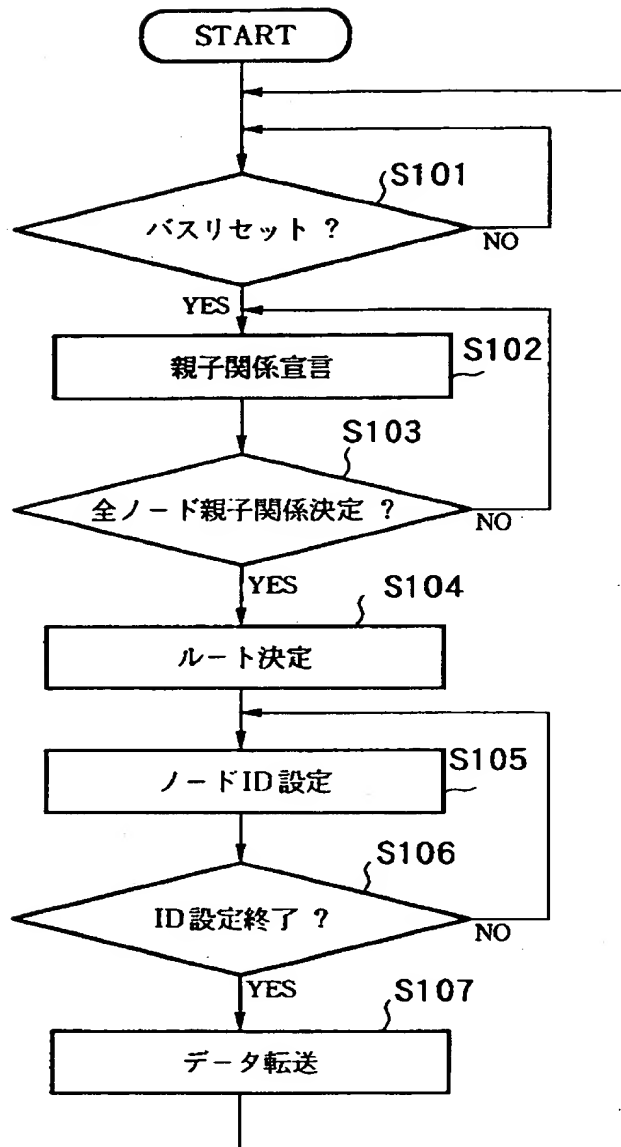 START
S101
バスリセット ?
NO
YES
S102
親子関係宣言
S103
全ノード親子関係決定 ?
NO
YES
S104
ルート決定
S105
ノードID設定
S106
ID設定終了 ?
NO
YES
S107
データ転送